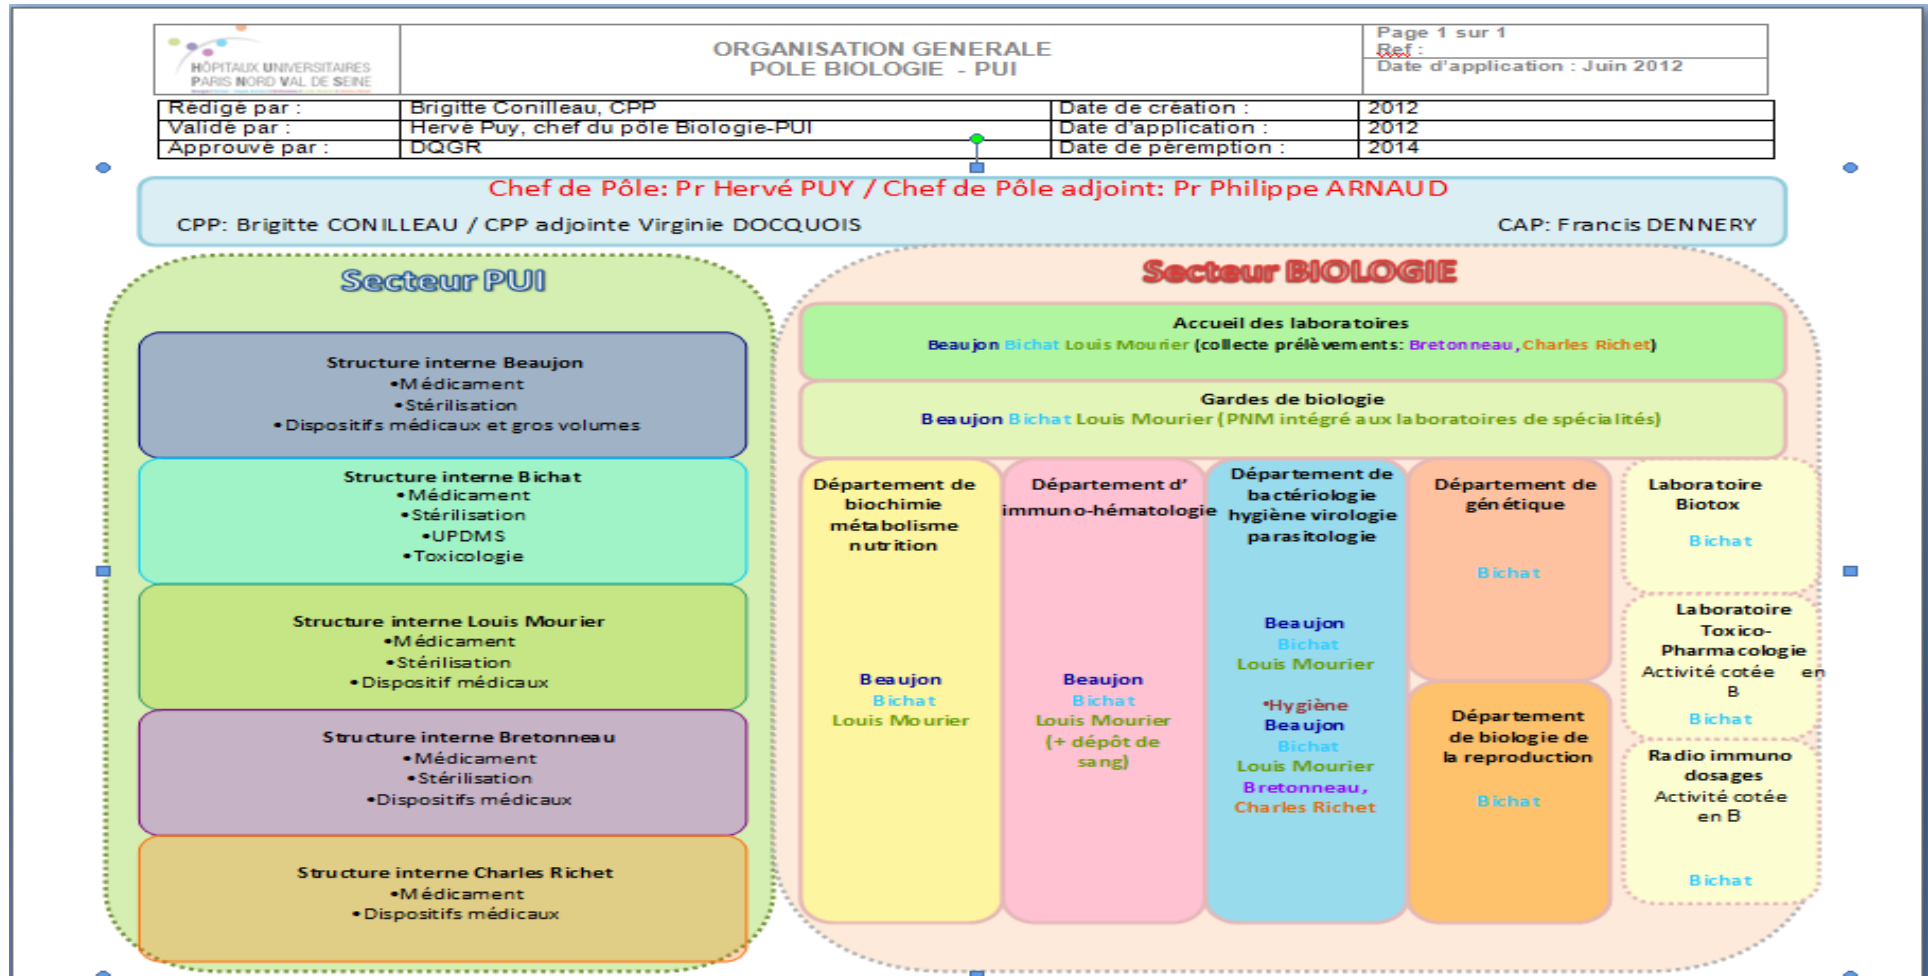 HÔPITAUX UNIVERSITAIRES
PARIS NORD VAL DE SEINE
ORGANISATION GENERALE
POLE BIOLOGIE - PUI
Page 1 sur 1
Ref :
Date d'application : Juin 2012
Rédigé par : Brigitte Conilleau, CPP Date de création : 2012
Validé par : Hervé Puy, chef du pôle Biologie-PUI Date d'application : 2012
Approuvé par : DQGR Date de péremption : 2014
Chef de Pôle: Pr Hervé PUY / Chef de Pôle adjoint: Pr Philippe ARNAUD
CPP: Brigitte CONILLEAU / CPP adjointe Virginie DOCQUOIS CAP: Francis DENNERY
Secteur PUI
Structure interne Beaujon
•Médicament
•Stérilisation
•Dispositifs médicaux et gros volumes
Structure interne Bichat
•Médicament
•Stérilisation
•UPDMS
•Toxicologie
Structure interne Louis Mourier
•Médicament
•Stérilisation
•Dispositif médicaux
Structure interne Bretonneau
•Médicament
•Stérilisation
•Dispositifs médicaux
Structure interne Charles Richet
•Médicament
•Dispositifs médicaux
Secteur BIOLOGIE
Accueil des laboratoires
Beaujon Bichat Louis Mourier (collecte prélèvements: Bretonneau, Charles Richet)
Gardes de biologie
Beaujon Bichat Louis Mourier (PNM intégré aux laboratoires de spécialités)
Département de
biochimie
métabolisme
nutrition
Beaujon
Bichat
Louis Mourier
Département d'
immuno-hématologie
Beaujon
Bichat
Louis Mourier
(+ dépôt de
sang)
Département de
bactériologie
hygiène virologie
parasitologie
Beaujon
Bichat
Louis Mourier
•Hygiène
Beaujon
Bichat
Louis Mourier
Bretonneau,
Charles Richet
Département de
génétique
Bichat
Département
de biologie de
la reproduction
Bichat
Laboratoire
Biotox
Bichat
Laboratoire
Toxico-
Pharmacologie
Activité cotée en
B
Bichat
Radio immuno
dosages
Activité cotée
en B
Bichat